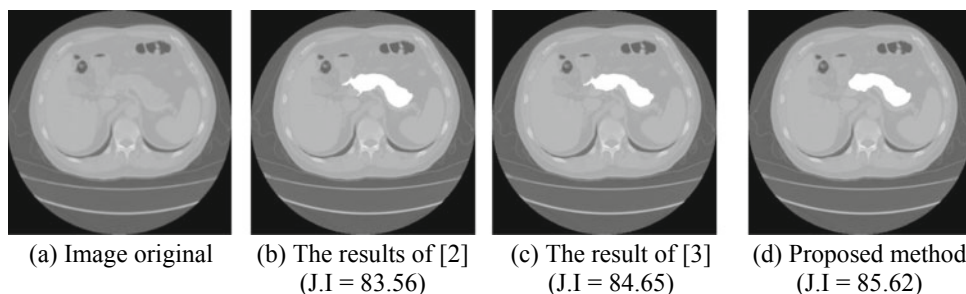 (a) Image original
(b) The results of [2]
(J.I = 83.56)
(c) The result of [3]
(J.I = 84.65)
(d) Proposed method
(J.I = 85.62)